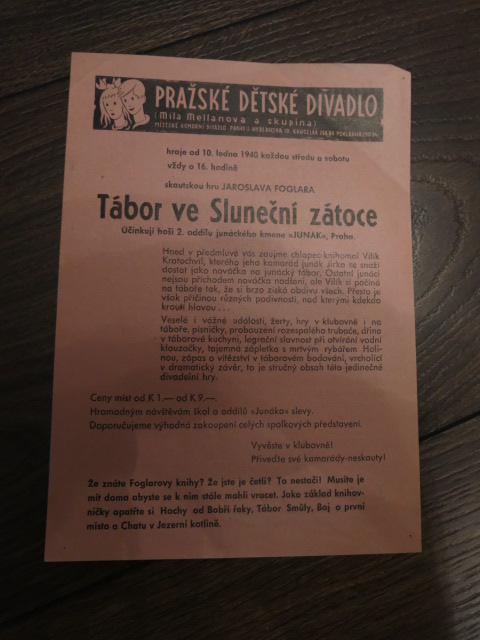 PRAŽSKÉ DĚTSKÉ DIVADLO
(Míla Mellanova a skupina)
MĚSTSKÉ KOMORNÍ DIVADLO PRAHA
hraje od 10. ledna 1940 každou středu a sobotu
vždy o 16. hodině
skautskou hru JAROSLAVA FOGLARA
Tábor ve Sluneční zátoce
Účinkují hoši 2. oddílu junáckého kmene »JUNÁK«, Praha.
Hned v předmluvě vás zaujme chlapec-knihomol Vilík
Kratochvíl, kterého jeho kamarád junák Jirka se snaží
dostat jako nováčka na junácký tábor. Ostatní junáci
nejsou příchodem nováčka nadšeni, ale Vilík si počíná
na táboře tak, že si brzo získá obdivu všech. Přesto je
však příčinou různých podivností, nad kterými kdekdo
kroutí hlavou...
Veselé i vážné události, žerty, hry v klubovně i na
táboře, písničky, probouzení rozespalého trubače, dřina
v táborové kuchyni, legrační slavnost při otvírání vodní
klouzačky, tajemná zápletka s mrtvým rybářem Holi-
nou, zápas o vítězství v táborovém bodování, vrcholící
v dramatický závěr, to je stručný obsah této jedinečné
divadelní hry.
Ceny míst od K 1.— do K 9.—.
Hromadným návštěvám škol a oddílů »Junáka« slevy.
Doporučujeme výhodná zakoupení celých spolkových představení.
Vyvěste v klubovně!
Přiveďte své kamarády-neskauty!
Že znáte Foglarovy knihy? Že jste je četli? To nestačí! Musíte je
mít doma abyste se k nim stále mohli vracet. Jako základ knihov-
ničky opatřte si Hochy od Bobří řeky, Tábor Smůly, Boj o první
místo a Chatu v Jezerní kotlině.